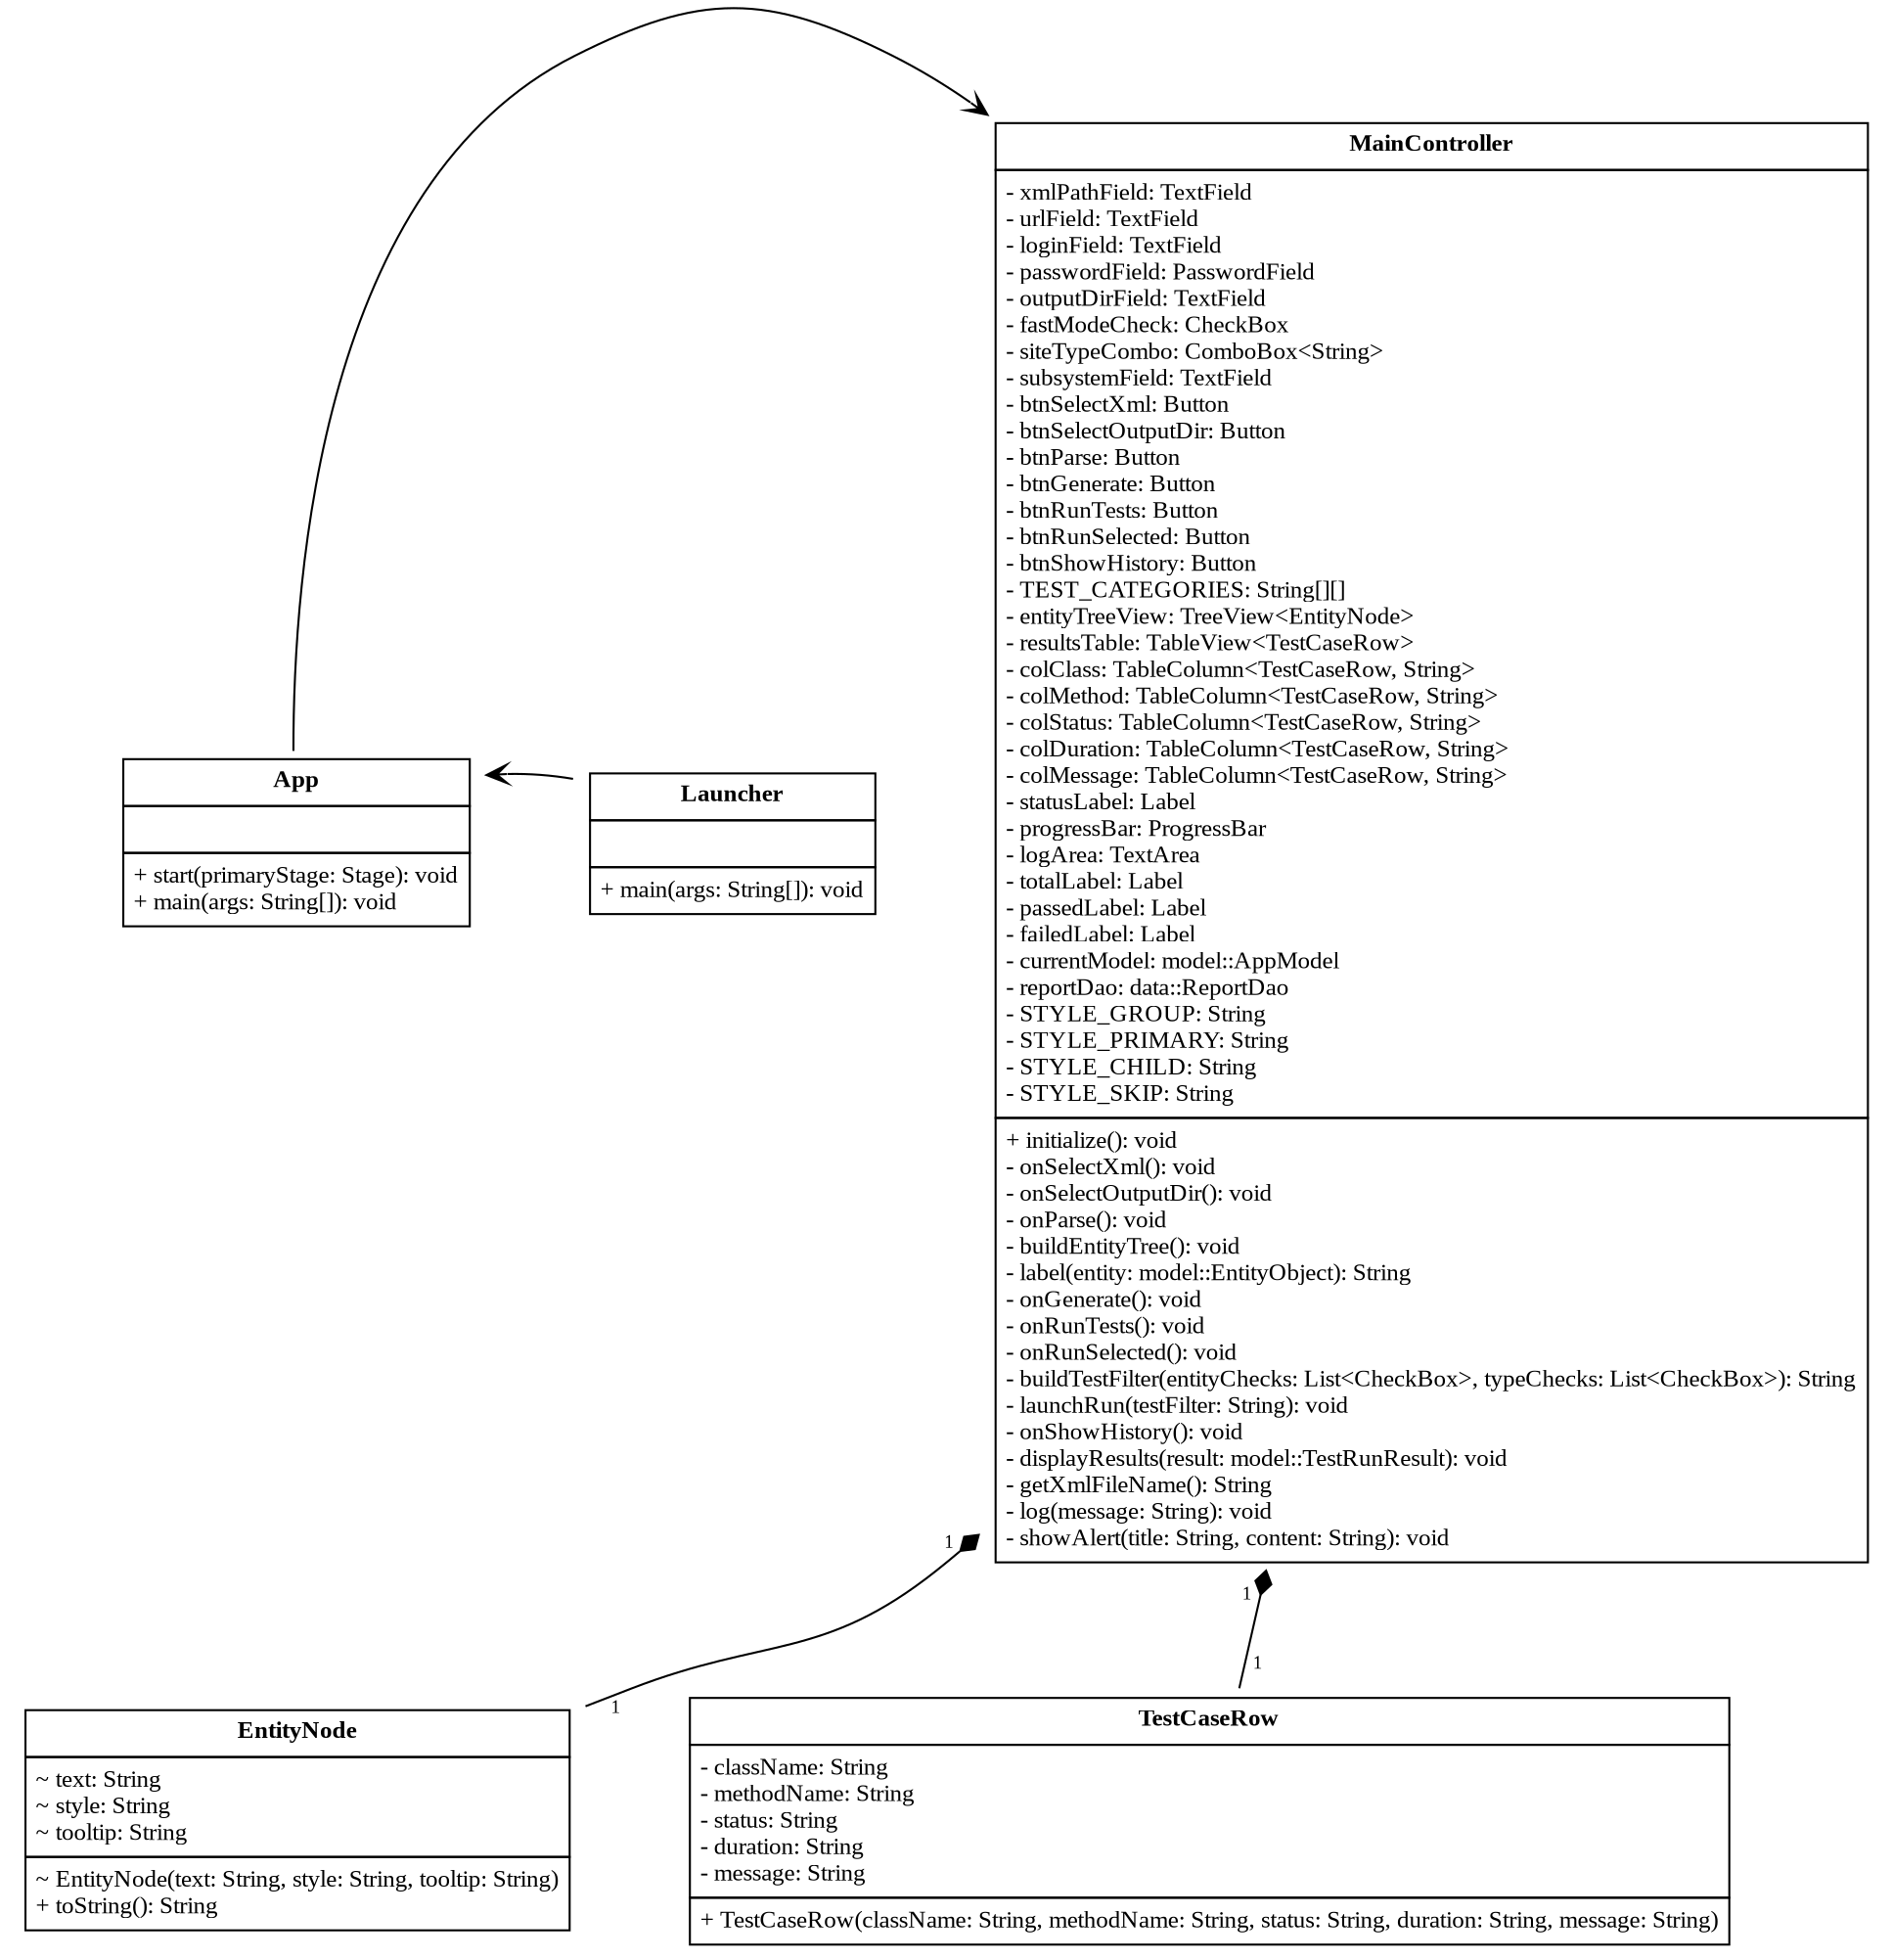 MainController
- xmlPathField: TextField
- urlField: TextField
- loginField: TextField
- passwordField: PasswordField
- outputDirField: TextField
- fastModeCheck: CheckBox
- siteTypeCombo: ComboBox<String>
- subsystemField: TextField
- btnSelectXml: Button
- btnSelectOutputDir: Button
- btnParse: Button
- btnGenerate: Button
- btnRunTests: Button
- btnRunSelected: Button
- btnShowHistory: Button
- TEST_CATEGORIES: String[][]
- entityTreeView: TreeView<EntityNode>
- resultsTable: TableView<TestCaseRow>
- colClass: TableColumn<TestCaseRow, String>
- colMethod: TableColumn<TestCaseRow, String>
- colStatus: TableColumn<TestCaseRow, String>
- colDuration: TableColumn<TestCaseRow, String>
- colMessage: TableColumn<TestCaseRow, String>
- statusLabel: Label
- progressBar: ProgressBar
- logArea: TextArea
- totalLabel: Label
- passedLabel: Label
- failedLabel: Label
- currentModel: model::AppModel
- reportDao: data::ReportDao
- STYLE_GROUP: String
- STYLE_PRIMARY: String
- STYLE_CHILD: String
- STYLE_SKIP: String
+ initialize(): void
- onSelectXml(): void
- onSelectOutputDir(): void
- onParse(): void
- buildEntityTree(): void
- label(entity: model::EntityObject): String
- onGenerate(): void
- onRunTests(): void
- onRunSelected(): void
- buildTestFilter(entityChecks: List<CheckBox>, typeChecks: List<CheckBox>): String
- launchRun(testFilter: String): void
- onShowHistory(): void
- displayResults(result: model::TestRunResult): void
- getXmlFileName(): String
- log(message: String): void
- showAlert(title: String, content: String): void
App
+ start(primaryStage: Stage): void
+ main(args: String[]): void
Launcher
+ main(args: String[]): void
1
1
1
1
EntityNode
~ text: String
~ style: String
~ tooltip: String
~ EntityNode(text: String, style: String, tooltip: String)
+ toString(): String
TestCaseRow
- className: String
- methodName: String
- status: String
- duration: String
- message: String
+ TestCaseRow(className: String, methodName: String, status: String, duration: String, message: String)